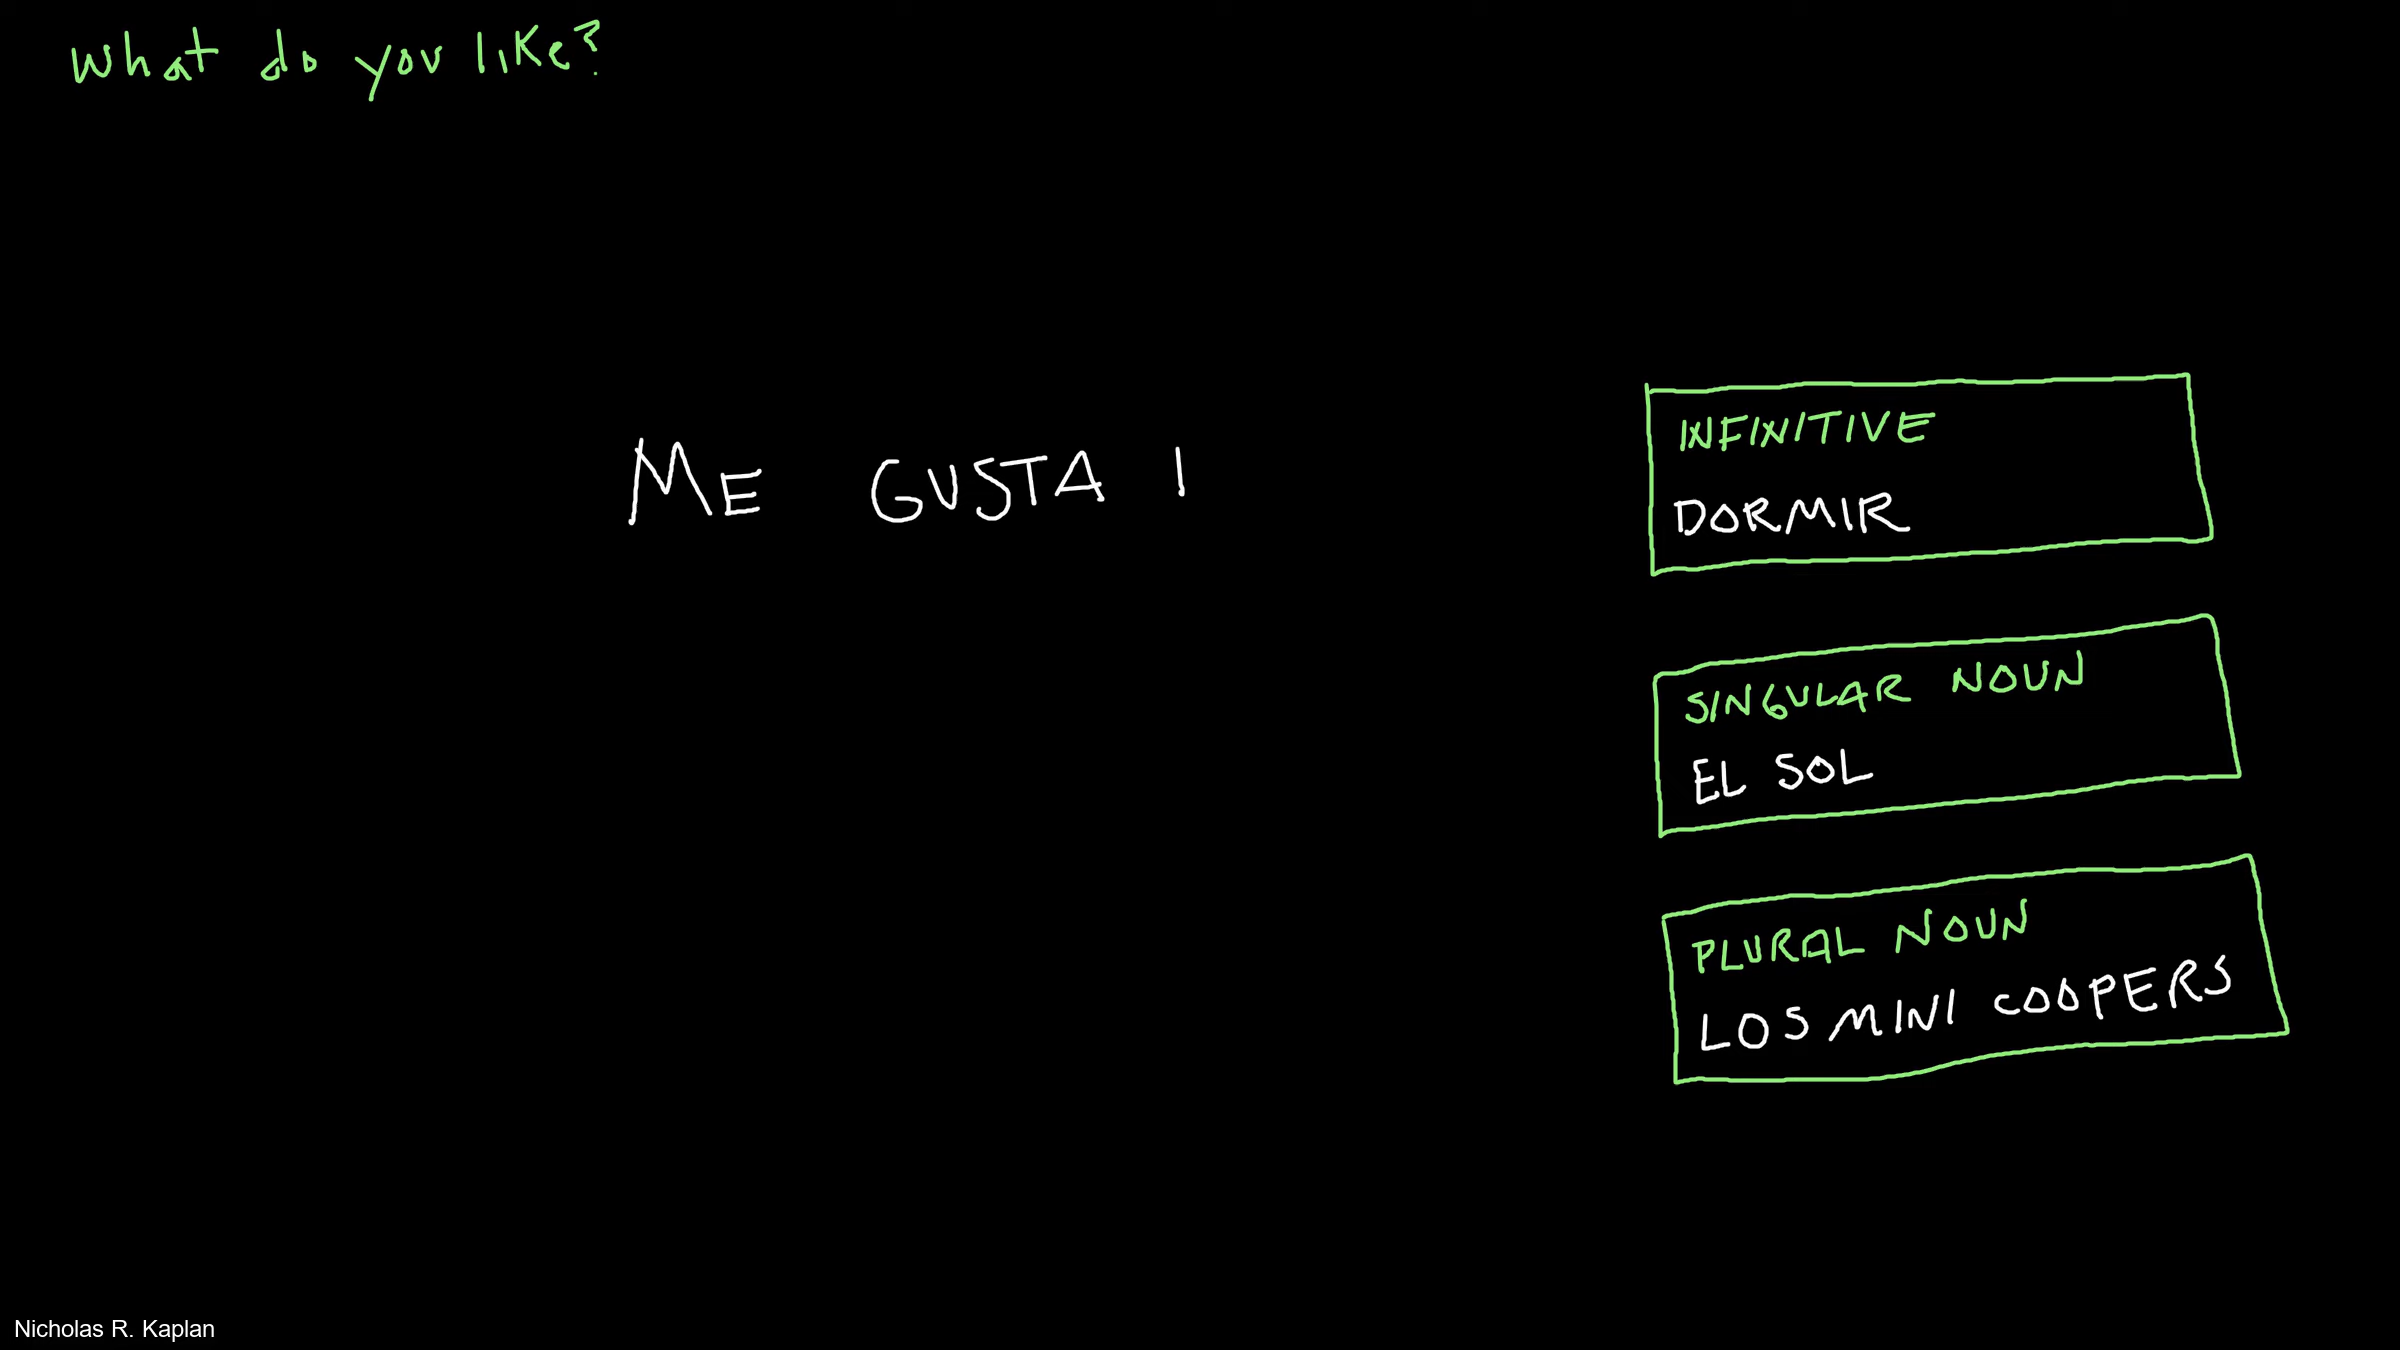 What do you like?
ME GUSTA
INFINITIVE
DORMIR
SINGULAR NOUN
EL SOL
PLURAL NOUN
LOS MINI COOPERS
Nicholas R. Kaplan